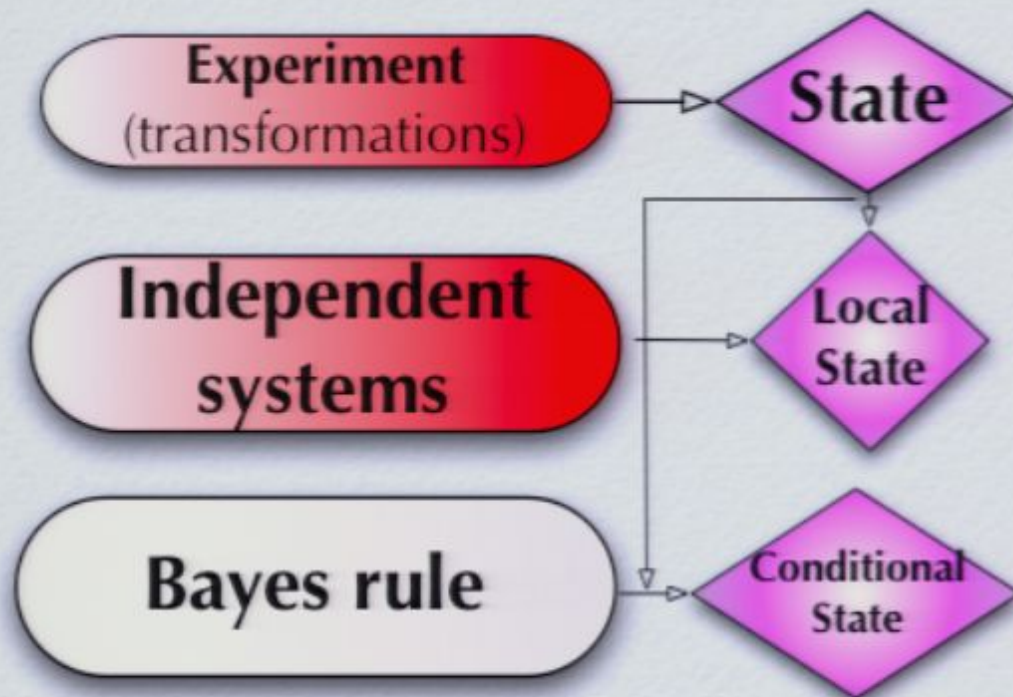 Experiment
(transformations)
State
Independent
systems
Local
State
Bayes rule
Conditional
State